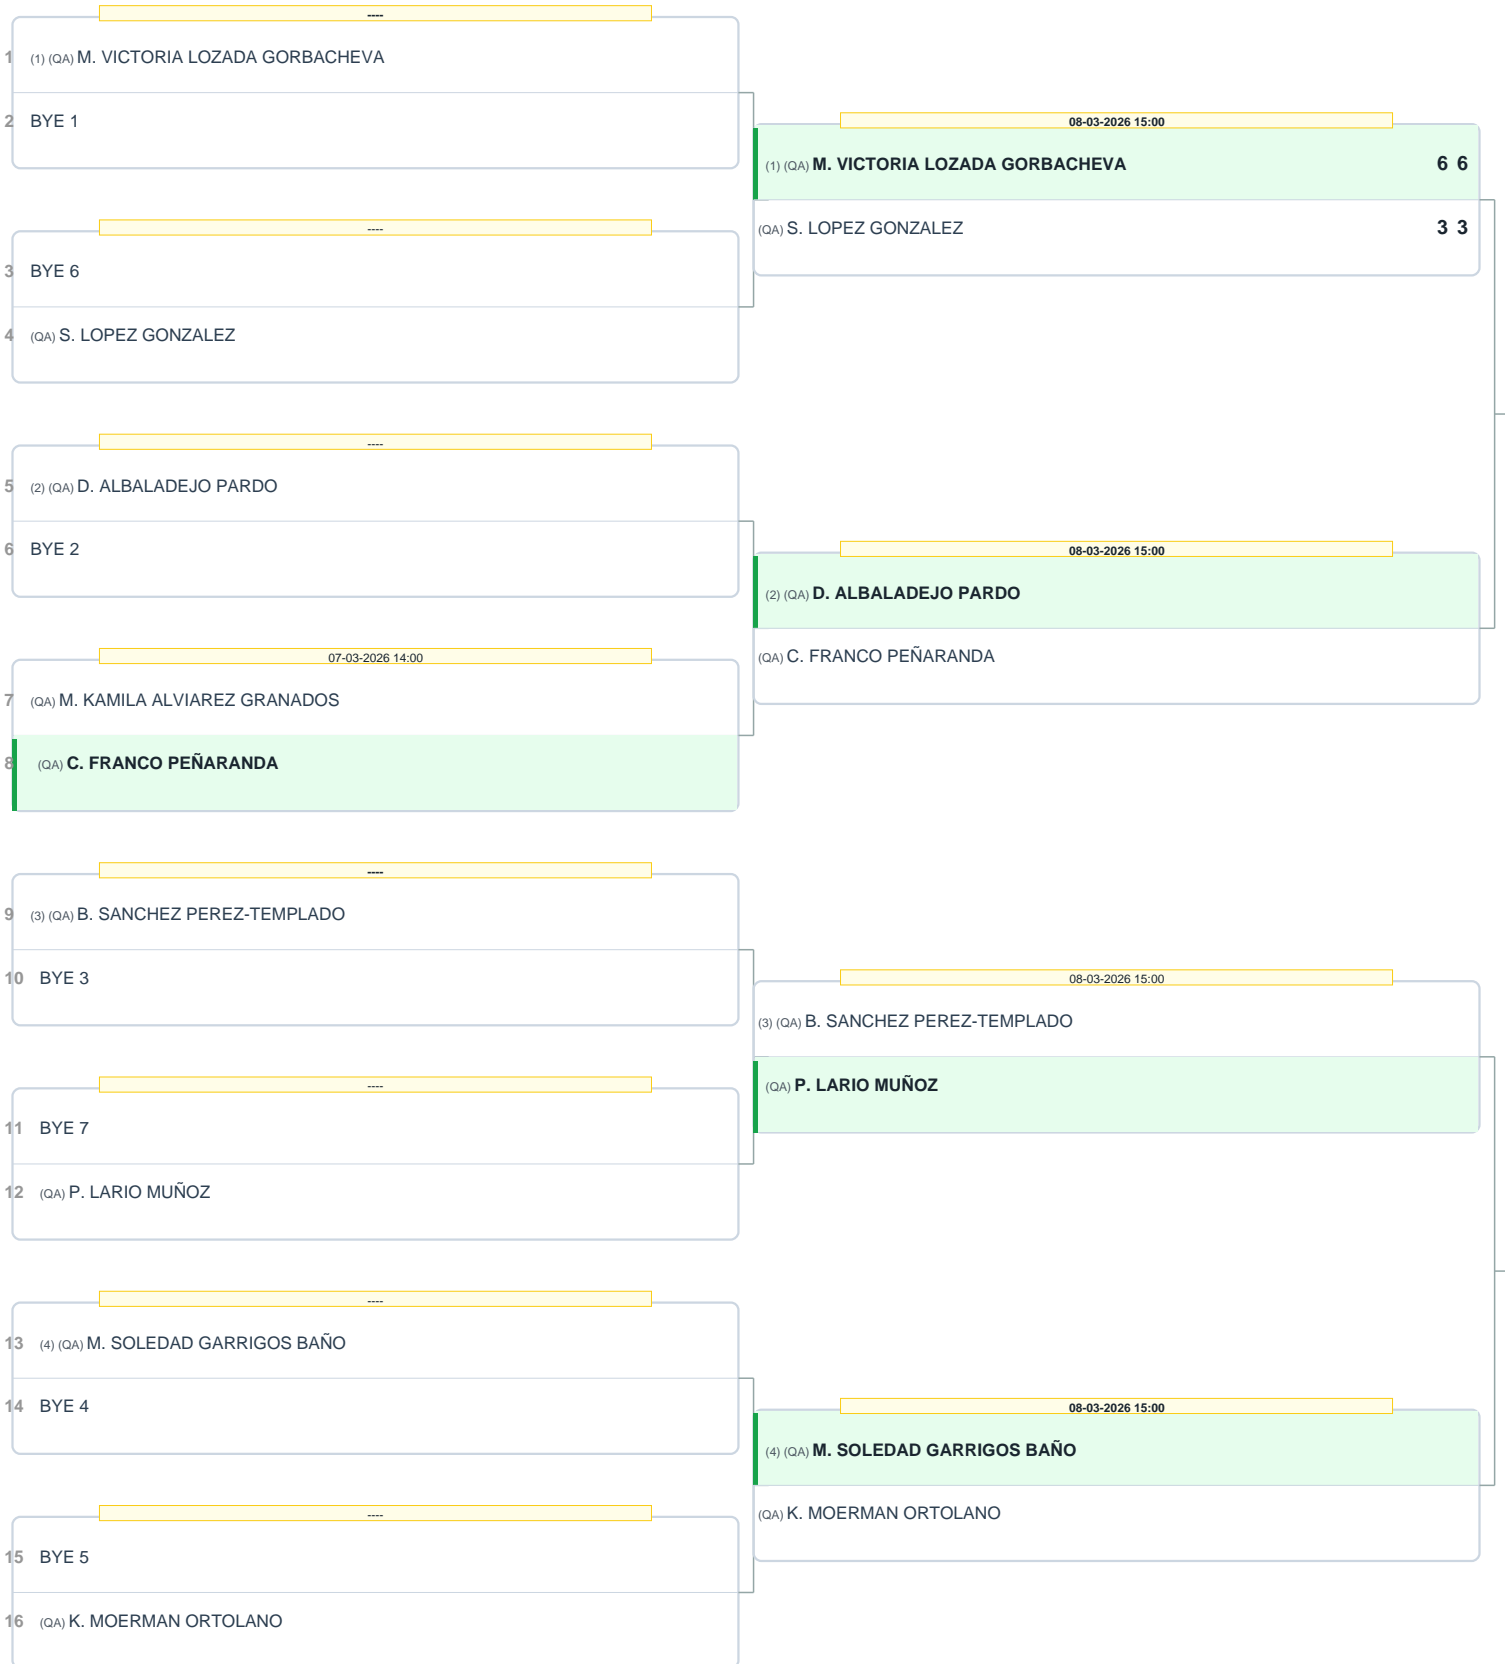 ----
1 (1) (QA) M. VICTORIA LOZADA GORBACHEVA
2 BYE 1
----
3 BYE 6
4 (QA) S. LOPEZ GONZALEZ
----
5 (2) (QA) D. ALBALADEJO PARDO
6 BYE 2
07-03-2026 14:00
7 (QA) M. KAMILA ALVIAREZ GRANADOS
8 (QA) C. FRANCO PEÑARANDA
----
9 (3) (QA) B. SANCHEZ PEREZ-TEMPLADO
10 BYE 3
----
11 BYE 7
12 (QA) P. LARIO MUÑOZ
----
13 (4) (QA) M. SOLEDAD GARRIGOS BAÑO
14 BYE 4
----
15 BYE 5
16 (QA) K. MOERMAN ORTOLANO
08-03-2026 15:00
(1) (QA) M. VICTORIA LOZADA GORBACHEVA 6 6
(QA) S. LOPEZ GONZALEZ 3 3
08-03-2026 15:00
(2) (QA) D. ALBALADEJO PARDO
(QA) C. FRANCO PEÑARANDA
08-03-2026 15:00
(3) (QA) B. SANCHEZ PEREZ-TEMPLADO
(QA) P. LARIO MUÑOZ
08-03-2026 15:00
(4) (QA) M. SOLEDAD GARRIGOS BAÑO
(QA) K. MOERMAN ORTOLANO